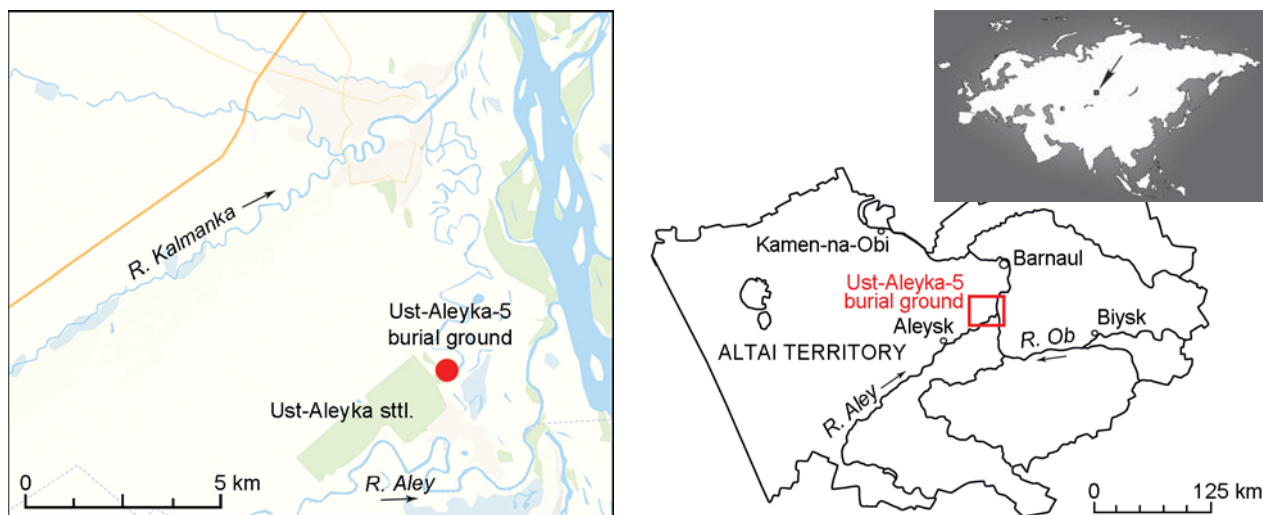 R. Kalmanka
Ust-Aleyka-5
burial ground
Ust-Aleyka sttl.
R. Aley
0 5 km
Kamen-na-Obi
Barnaul
Ust-Aleyka-5
burial ground
Aleysk
Biysk
R. Ob
ALTAI TERRITORY
R. Aley
0 125 km